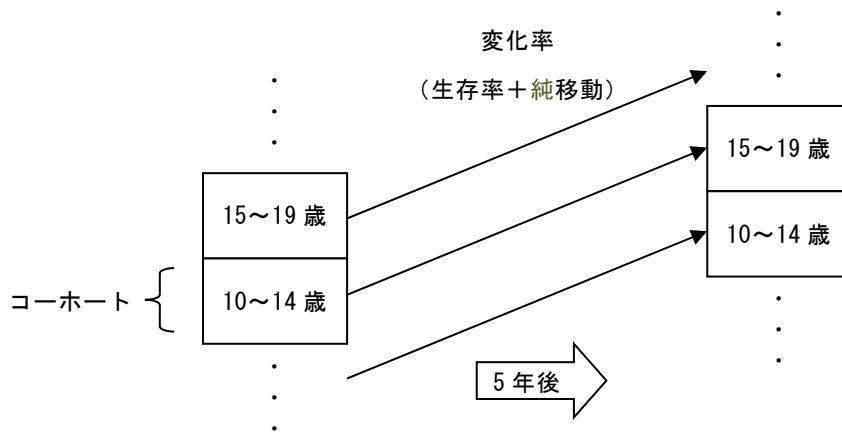 変化率
（生存率＋純移動）
15～19 歳
10～14 歳
コーホート
15～19 歳
10～14 歳
5 年後